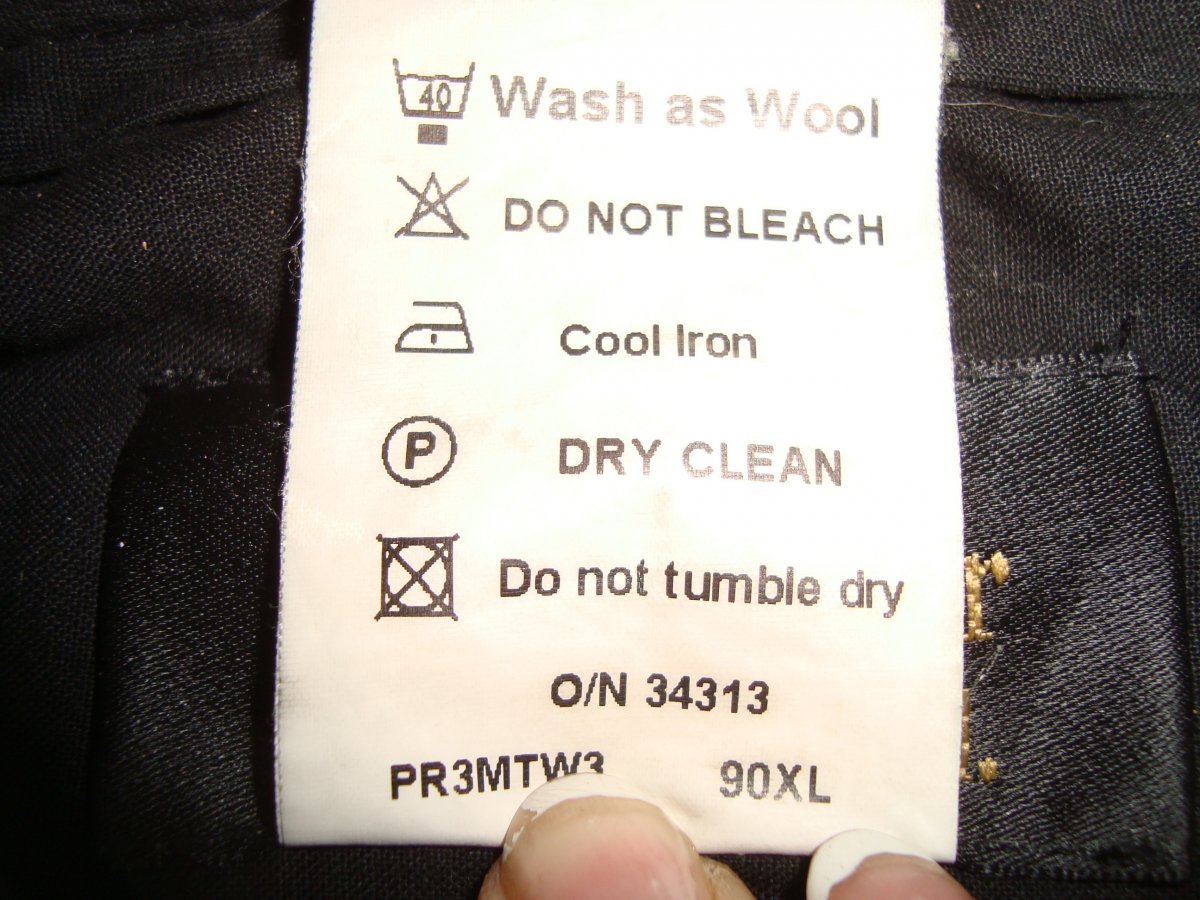 40 Wash as Wool
DO NOT BLEACH
Cool Iron
P DRY CLEAN
Do not tumble dry
O/N 34313
PR3MTW3 90XL